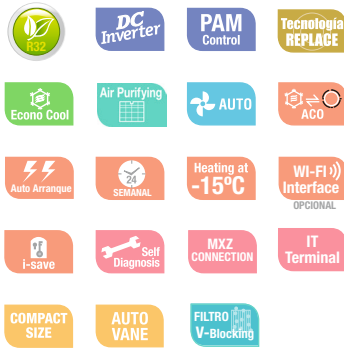 R32
DC
Inverter
PAM
Control
Tecnología
REPLACE
Econo Cool
Air Purifying
AUTO
ACO
Auto Arranque
24
SEMANAL
Heating at
-15ºC
WI-FI
Interface
OPCIONAL
i-save
Self
Diagnosis
MXZ
CONNECTION
IT
Terminal
COMPACT
SIZE
AUTO
VANE
FILTRO
V-Blocking